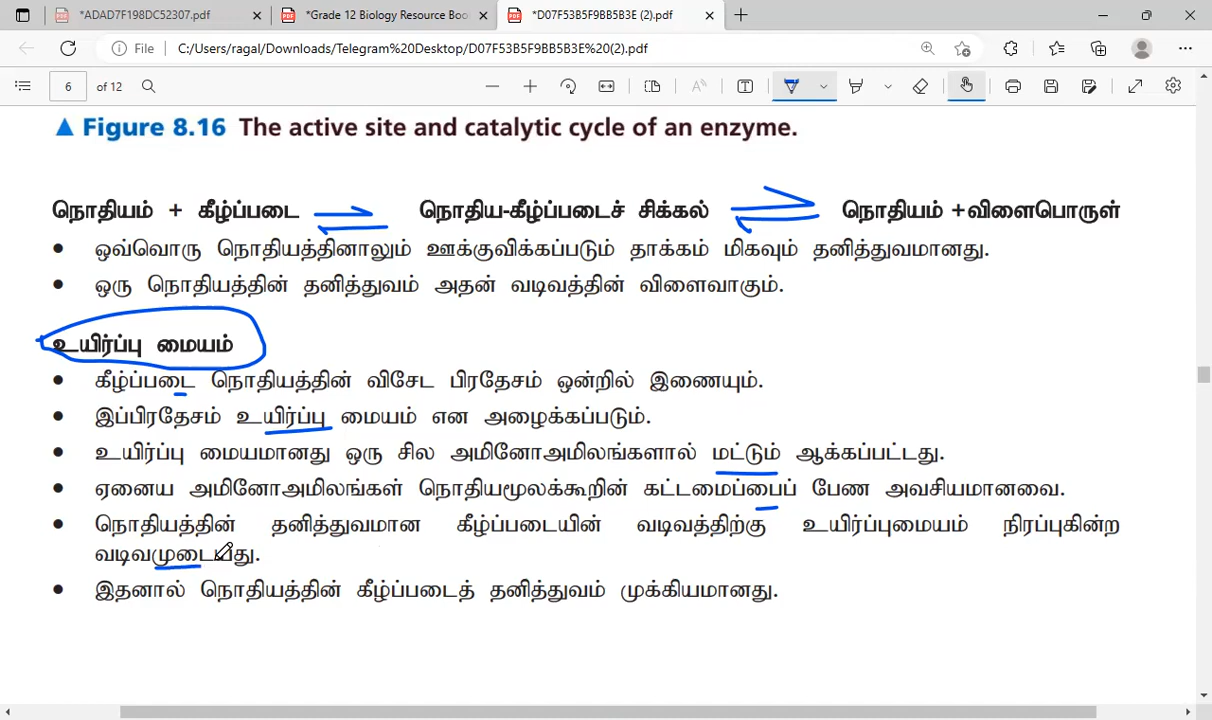 *ADAD7F198DC52307.pdf
*Grade 12 Biology Resource Boo
*D07F53B5F9BB5B3E (2).pdf
File
C:/Users/ragal/Downloads/Telegram%20Desktop/D07F53B5F9BB5B3E%20(2).pdf
6 of 12
▲ Figure 8.16 The active site and catalytic cycle of an enzyme.
நொதியம் + கீழ்ப்படை நொதிய-கீழ்ப்படைச் சிக்கல் நொதியம் +விளைபொருள்
• ஒவ்வொரு நொதியத்தினாலும் ஊக்குவிக்கப்படும் தாக்கம் மிகவும் தனித்துவமானது.
• ஒரு நொதியத்தின் தனித்துவம் அதன் வடிவத்தின் விளைவாகும்.
உயிர்ப்பு மையம்
• கீழ்ப்படை நொதியத்தின் விசேட பிரதேசம் ஒன்றில் இணையும்.
• இப்பிரதேசம் உயிர்ப்பு மையம் என அழைக்கப்படும்.
• உயிர்ப்பு மையமானது ஒரு சில அமினோஅமிலங்களால் மட்டும் ஆக்கப்பட்டது.
• ஏனைய அமினோஅமிலங்கள் நொதியமூலக்கூறின் கட்டமைப்பைப் பேண அவசியமானவை.
• நொதியத்தின் தனித்துவமான கீழ்ப்படையின் வடிவத்திற்கு உயிர்ப்புமையம் நிரப்புகின்ற
வடிவமுடையது.
• இதனால் நொதியத்தின் கீழ்ப்படைத் தனித்துவம் முக்கியமானது.